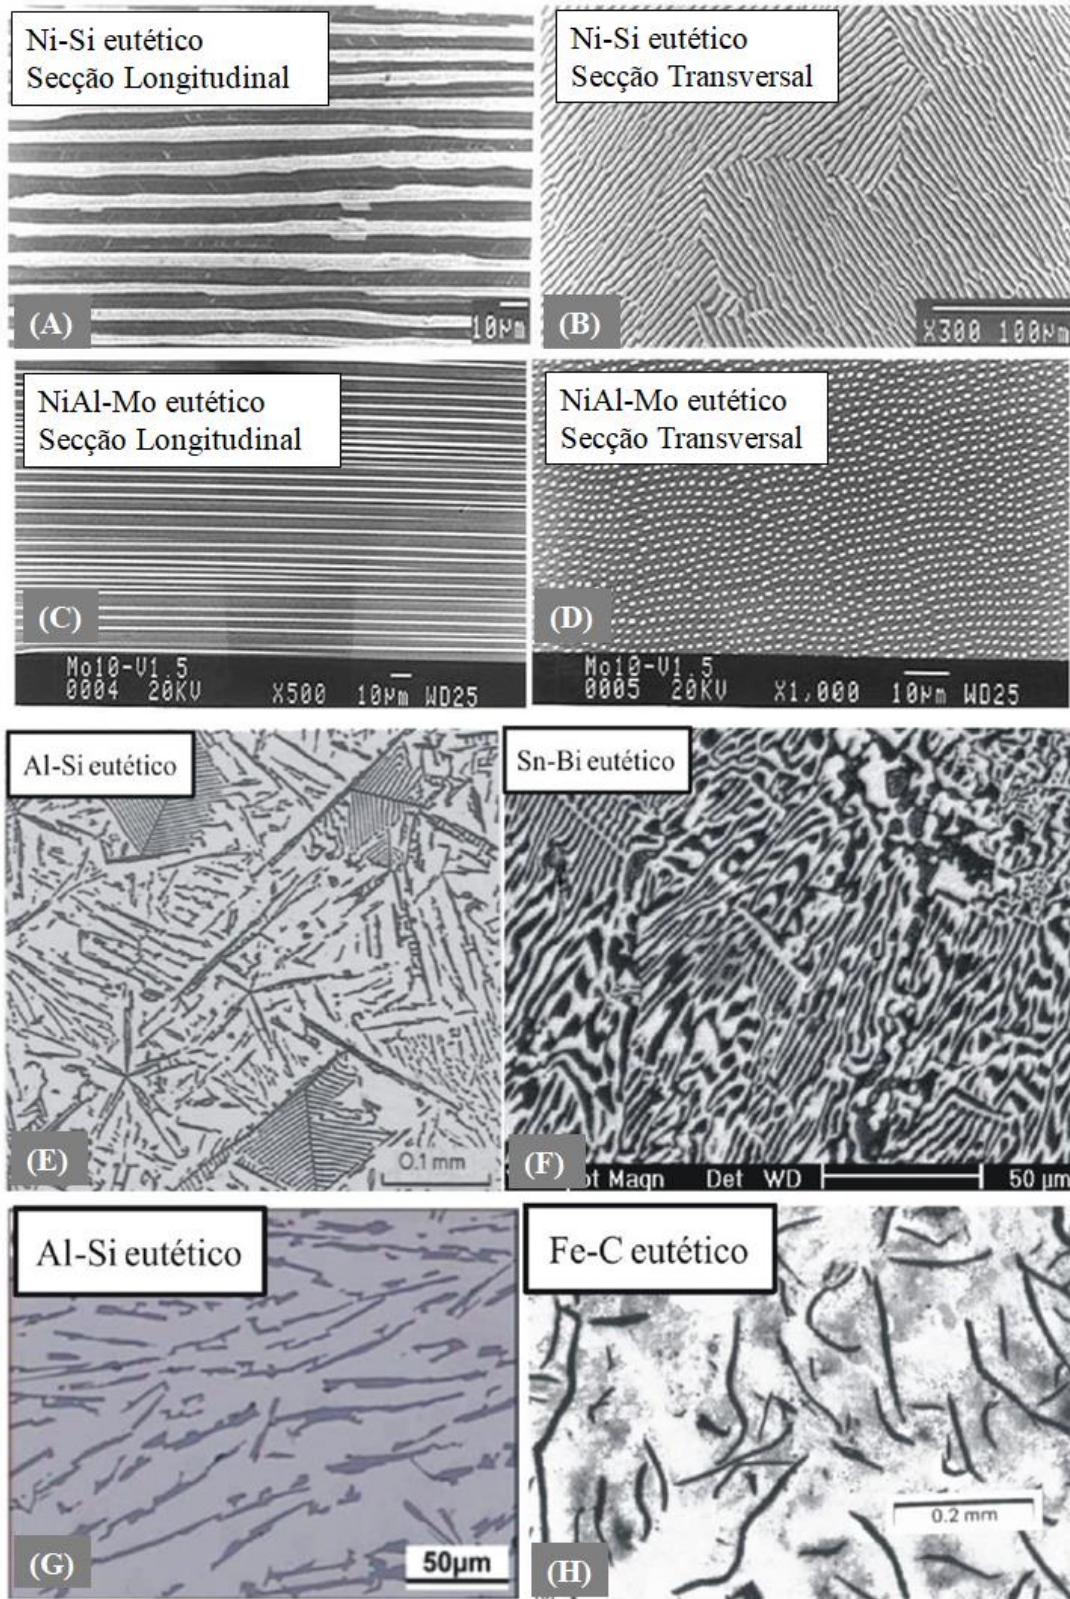 Ni-Si eutético
Secção Longitudinal
(A)
10µm
Ni-Si eutético
Secção Transversal
(B)
X300 100µm
NiAl-Mo eutético
Secção Longitudinal
(C)
Mo10-V1.5
0004 20KV X500 10µm WD25
NiAl-Mo eutético
Secção Transversal
(D)
Mo10-V1.5
0005 20KV X1,000 10µm WD25
Al-Si eutético
(E)
0.1 mm
Sn-Bi eutético
(F)
Magn Det WD 50 µm
Al-Si eutético
(G)
50µm
Fe-C eutético
(H)
0.2 mm